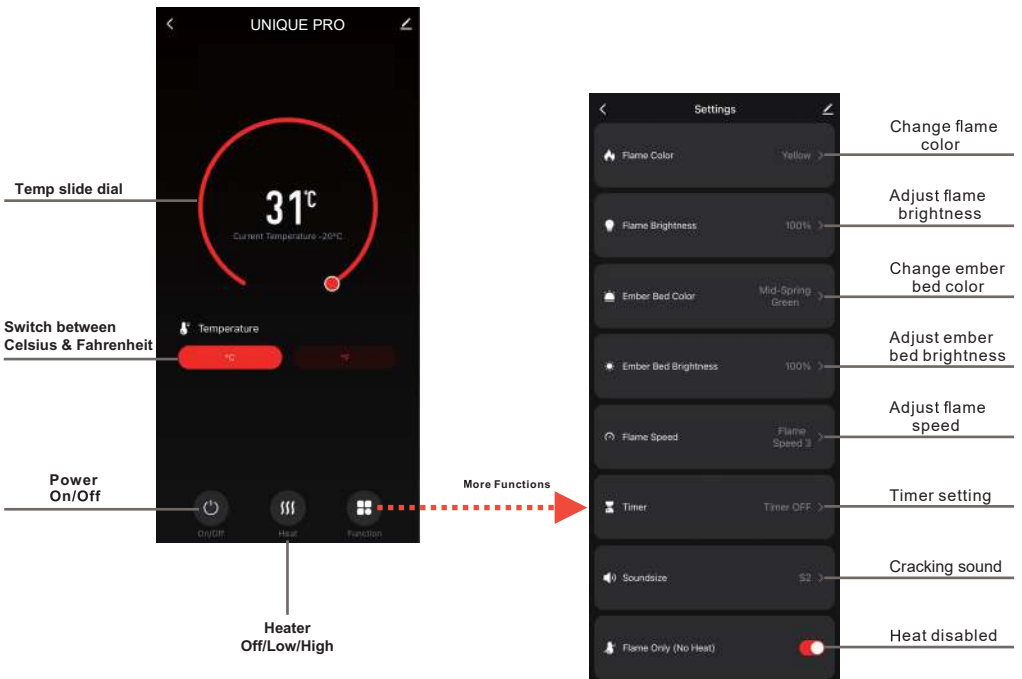 UNIQUE PRO
31°C
Current Temperature -20°C
Temperature
°C
°F
On/Off
Heat
Function
Temp slide dial
Switch between
Celsius & Fahrenheit
Power
On/Off
Heater
Off/Low/High
More Functions
Settings
Flame Color
Yellow
Flame Brightness
100%
Ember Bed Color
Mid-Spring
Green
Ember Bed Brightness
100%
Flame Speed
Flame
Speed 3
Timer
Timer OFF
Soundsize
S2
Flame Only (No Heat)
Change flame
color
Adjust flame
brightness
Change ember
bed color
Adjust ember
bed brightness
Adjust flame
speed
Timer setting
Cracking sound
Heat disabled